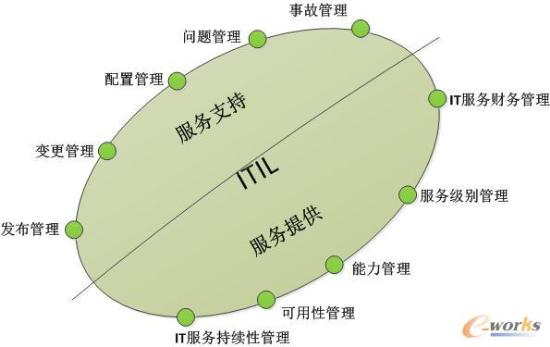 事故管理
问题管理
配置管理
变更管理
发布管理
服务支持
ITIL
服务提供
IT服务财务管理
服务级别管理
能力管理
可用性管理
IT服务持续性管理
e-works